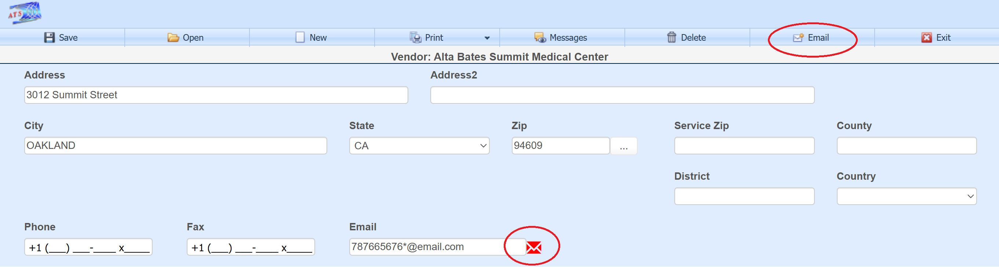 ATS
Save Open New Print Messages Delete Email Exit
Vendor: Alta Bates Summit Medical Center
Address Address2
3012 Summit Street
City State Zip Service Zip County
OAKLAND CA 94609 ...
District Country
Phone Fax Email
+1 (___) ___-____ x_____ +1 (___) ___-____ x_____ 787665676*@email.com